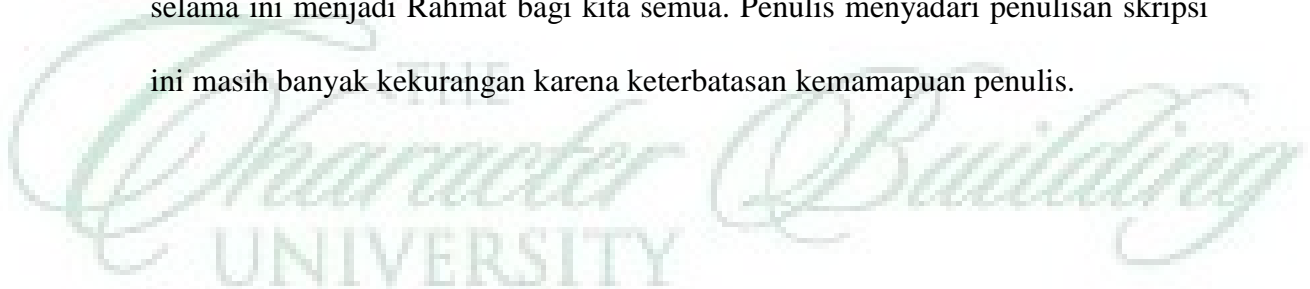 selama ini menjadi Rahmat bagi kita semua. Penulis menyadari penulisan skripsi
ini masih banyak kekurangan karena keterbatasan kemamapuan penulis.
THE
Character Building
UNIVERSITY